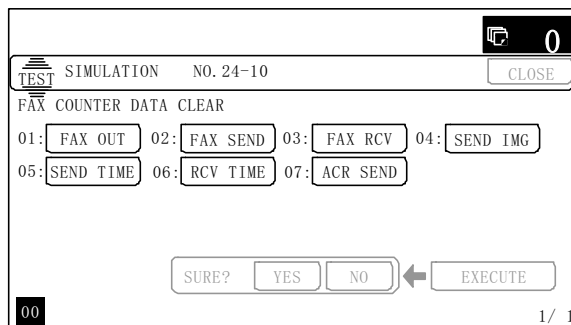 0
TEST SIMULATION NO. 24-10 CLOSE
FAX COUNTER DATA CLEAR
01: FAX OUT 02: FAX SEND 03: FAX RCV 04: SEND IMG
05: SEND TIME 06: RCV TIME 07: ACR SEND
SURE? YES NO EXECUTE
00 1/ 1